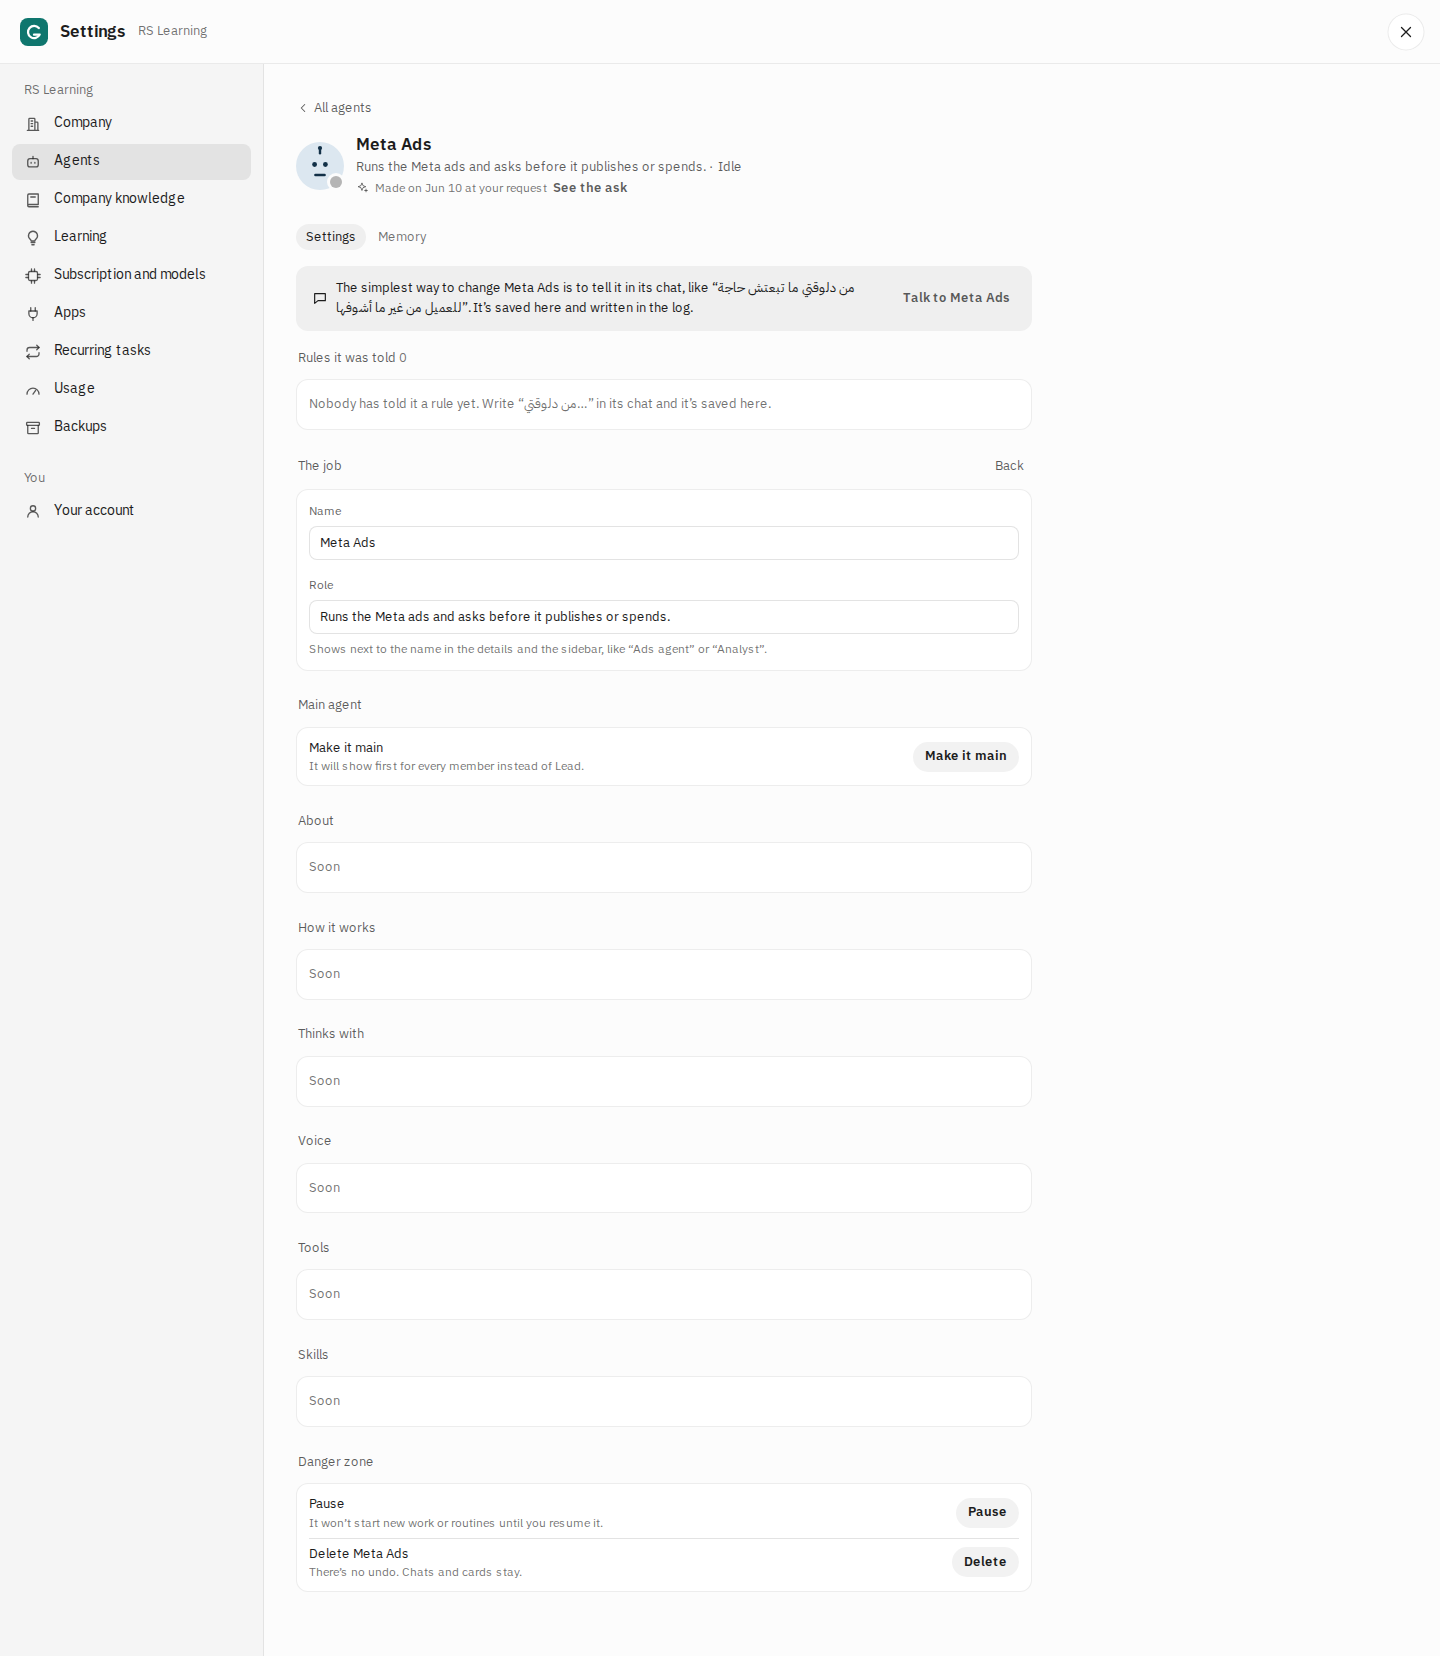 Settings RS Learning
RS Learning
Company
Agents
Company knowledge
Learning
Subscription and models
Apps
Recurring tasks
Usage
Backups
You
Your account
All agents
Meta Ads
Runs the Meta ads and asks before it publishes or spends. · Idle
Made on Jun 10 at your request See the ask
Settings Memory
The simplest way to change Meta Ads is to tell it in its chat, like “من دلوقتي ما تبعتش حاجة
للعميل من غير ما أشوفها”. It’s saved here and written in the log.
Talk to Meta Ads
Rules it was told 0
Nobody has told it a rule yet. Write “من دلوقتي…” in its chat and it’s saved here.
The job Back
Name
Meta Ads
Role
Runs the Meta ads and asks before it publishes or spends.
Shows next to the name in the details and the sidebar, like “Ads agent” or “Analyst”.
Main agent
Make it main
It will show first for every member instead of Lead.
Make it main
About
Soon
How it works
Soon
Thinks with
Soon
Voice
Soon
Tools
Soon
Skills
Soon
Danger zone
Pause
It won’t start new work or routines until you resume it.
Pause
Delete Meta Ads
There’s no undo. Chats and cards stay.
Delete